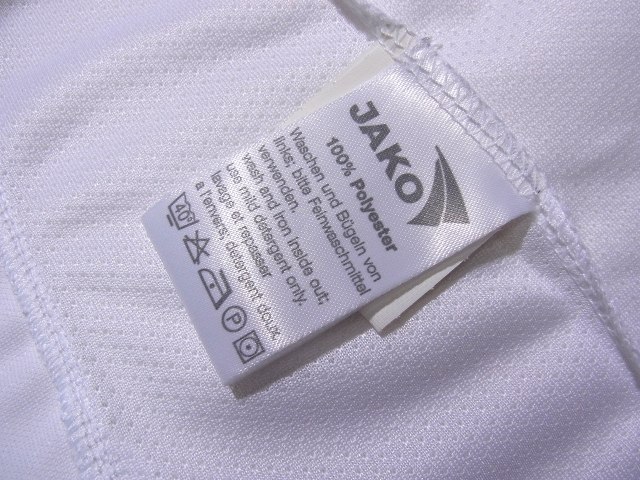 JAKO
100% Polyester
Waschen und Bügeln von
links; bitte Feinwaschmittel
verwenden.
wash and iron inside out;
use mild detergent only.
lavage et repasser
a l'envers, detergent doux
40°
P